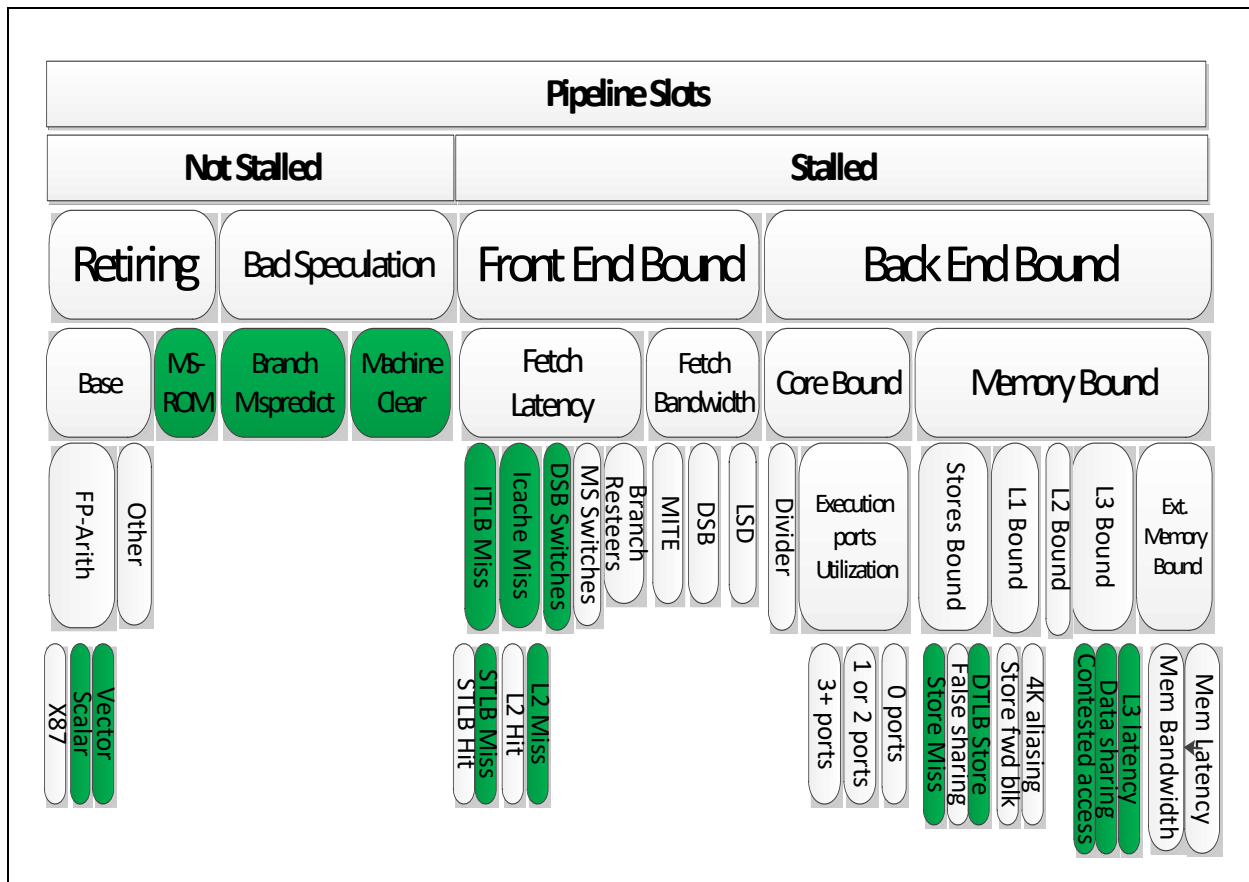 Pipeline Slots
Not Stalled
Stalled
Retiring
Bad Speculation
Front End Bound
Back End Bound
Base
MS-
ROM
Branch
Mispredict
Machine
Clear
Fetch
Latency
Fetch
Bandwidth
Core Bound
Memory Bound
FP-Arith
Other
ITLB Miss
Icache Miss
DSB Switches
MS Switches
Branch
Resteers
MITE
DSB
LSD
Divider
Execution
ports
Utilization
Stores Bound
L1 Bound
L2 Bound
L3 Bound
Ext.
Memory
Bound
X87
Scalar
Vector
STLB Hit
STLB Miss
L2 Hit
L2 Miss
3+ ports
1 or 2 ports
0 ports
Store Miss
False sharing
DTLB Store
Store fwd blk
4K aliasing
Contested access
Data sharing
L3 latency
Mem Bandwidth
Mem Latency